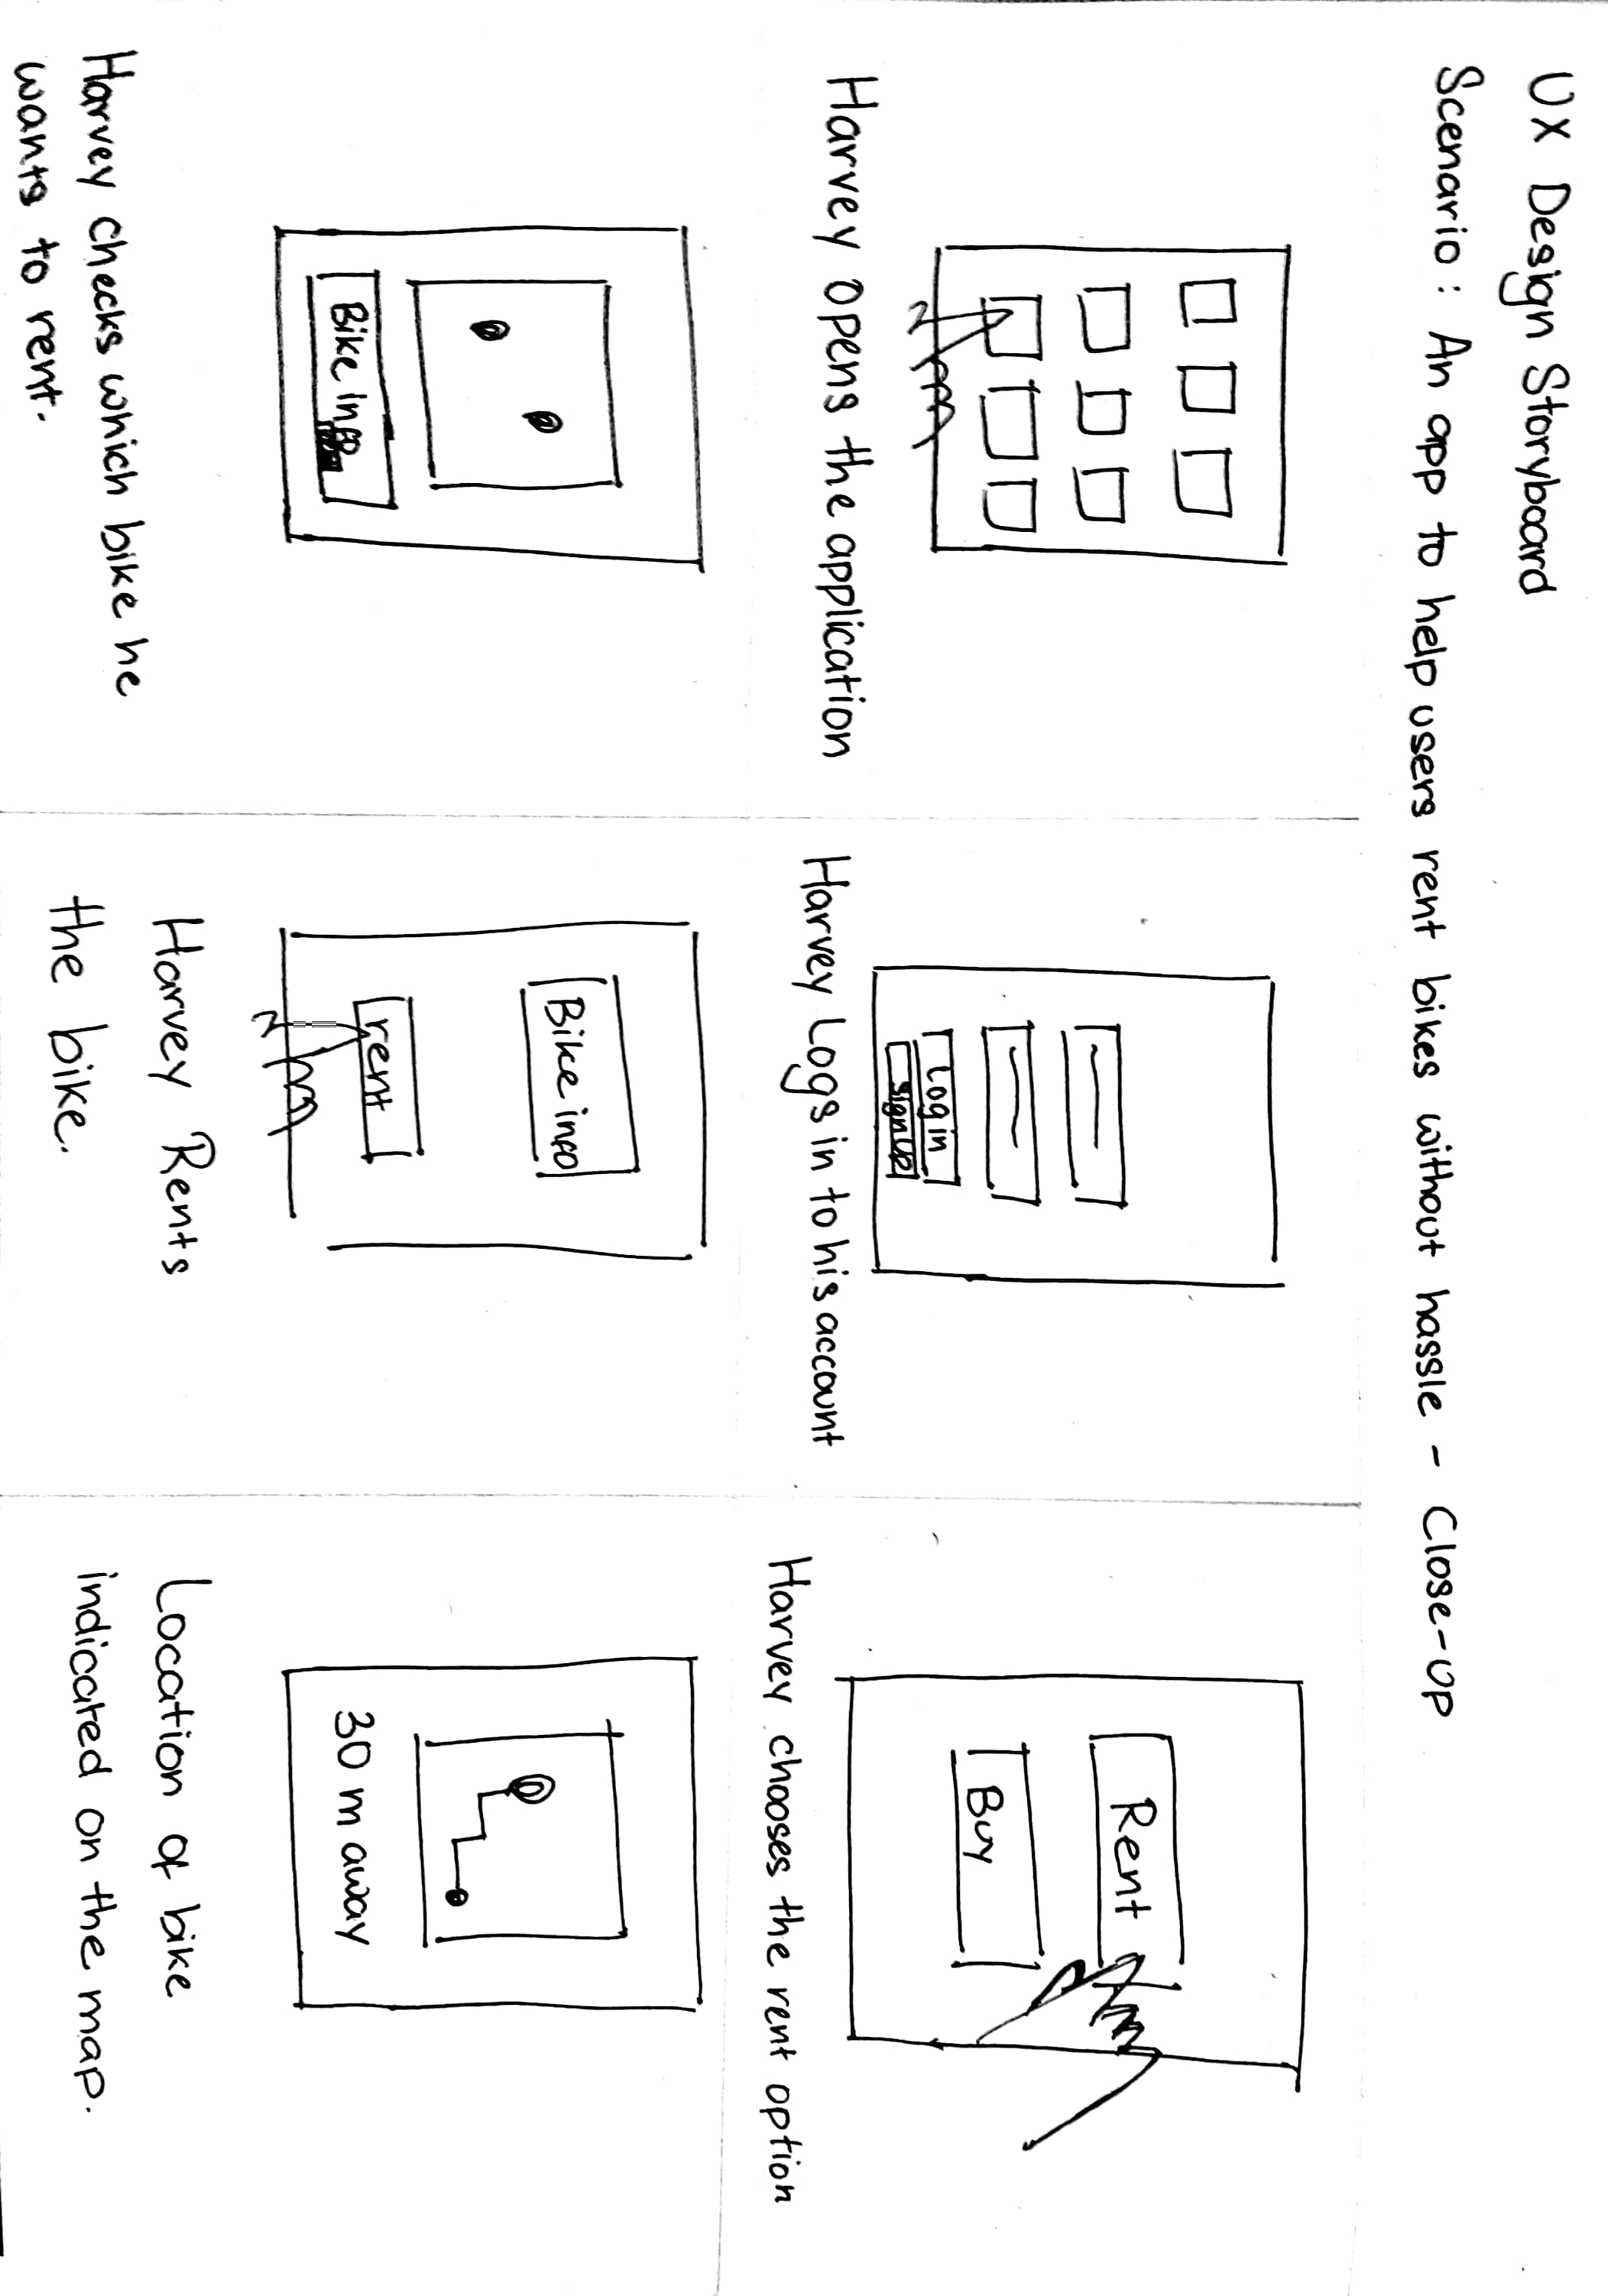 UX Design Storyboard
Scenario: An app to help users rent bikes without hassle - Close-up
Log in
Sign UP
Harvey opens the application
Harvey Logs in to his account
Rent
Buy
Harvey chooses the rent option
Bike Info
Harvey checks which bike he
wants to rent.
Bike info
rent
Harvey Rents
the bike.
30 m away
Location of bike
indicated on the map.